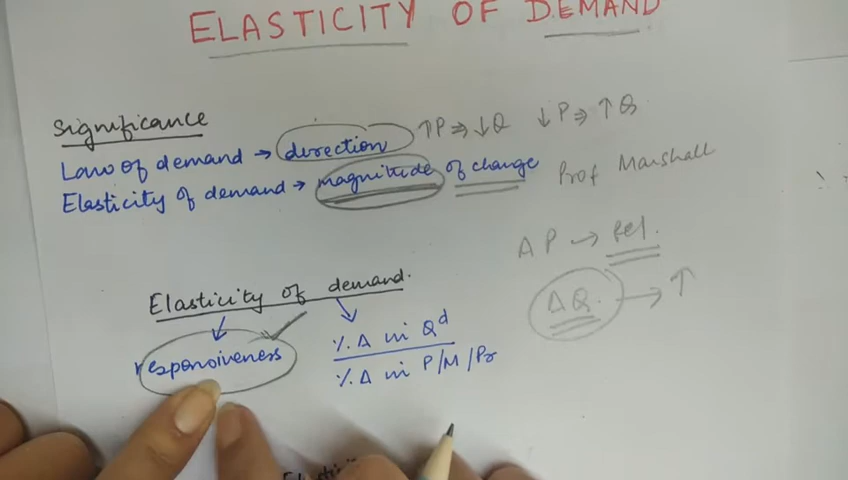 ELASTICITY OF DEMAND
Significance
Law of demand → direction ↑P ⇒ ↓Q ↓P ⇒ ↑Q
Elasticity of demand → magnitude of change Prof Marshall
ΔP → Rel.
ΔQ. → ↑
Elasticity of demand.
responsiveness
%Δ in Qd
%Δ in P/M/Pr